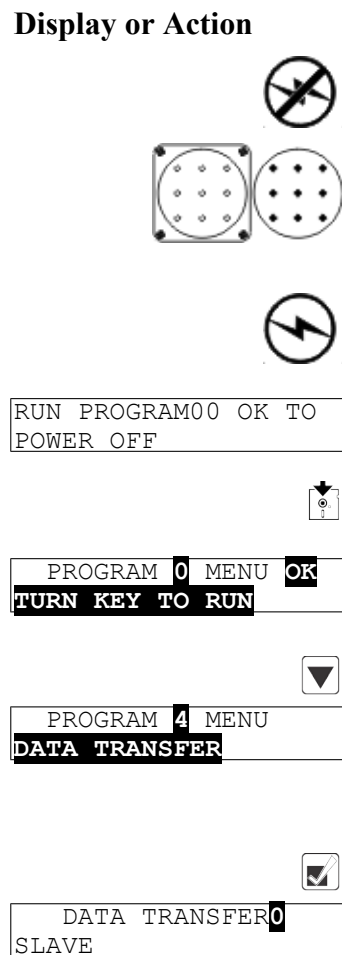 Display or Action
RUN PROGRAM00 OK TO
POWER OFF
PROGRAM 0 MENU OK
TURN KEY TO RUN
PROGRAM 4 MENU
DATA TRANSFER
DATA TRANSFER0
SLAVE